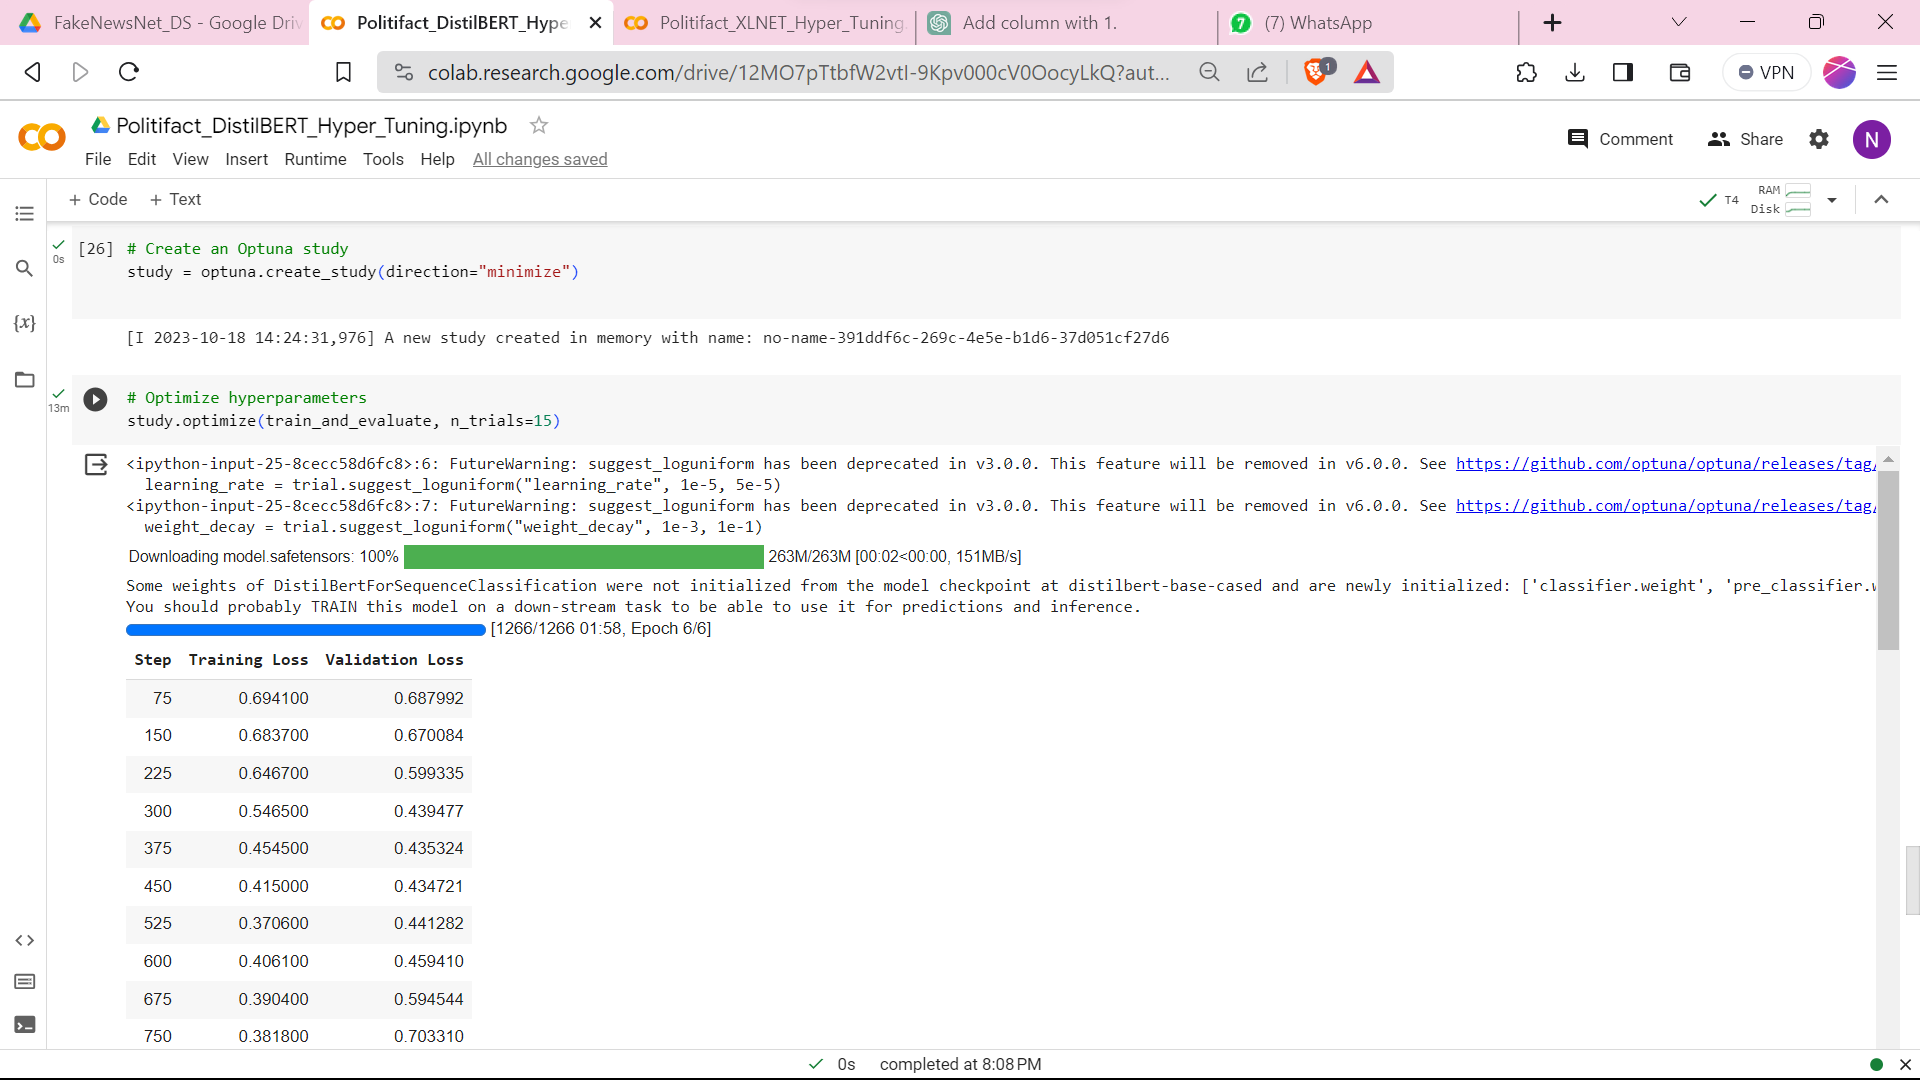 FakeNewsNet_DS - Google Driv
Politifact_DistilBERT_Hype
Politifact_XLNET_Hyper_Tuning.
Add column with 1.
7
(7) WhatsApp
colab.research.google.com/drive/12MO7pTtbfW2vtI-9Kpv000cV0OocyLkQ?aut...
1
VPN
Politifact_DistilBERT_Hyper_Tuning.ipynb
Comment
Share
N
File Edit View Insert Runtime Tools Help All changes saved
+ Code + Text
T4
RAM
Disk
0s
[26] # Create an Optuna study
study = optuna.create_study(direction="minimize")
[I 2023-10-18 14:24:31,976] A new study created in memory with name: no-name-391ddf6c-269c-4e5e-b1d6-37d051cf27d6
13m
# Optimize hyperparameters
study.optimize(train_and_evaluate, n_trials=15)
<ipython-input-25-8cecc58d6fc8>:6: FutureWarning: suggest_loguniform has been deprecated in v3.0.0. This feature will be removed in v6.0.0. See https://github.com/optuna/optuna/releases/tag/
learning_rate = trial.suggest_loguniform("learning_rate", 1e-5, 5e-5)
<ipython-input-25-8cecc58d6fc8>:7: FutureWarning: suggest_loguniform has been deprecated in v3.0.0. This feature will be removed in v6.0.0. See https://github.com/optuna/optuna/releases/tag/
weight_decay = trial.suggest_loguniform("weight_decay", 1e-3, 1e-1)
Downloading model.safetensors: 100% 263M/263M [00:02<00:00, 151MB/s]
Some weights of DistilBertForSequenceClassification were not initialized from the model checkpoint at distilbert-base-cased and are newly initialized: ['classifier.weight', 'pre_classifier.w
You should probably TRAIN this model on a down-stream task to be able to use it for predictions and inference.
[1266/1266 01:58, Epoch 6/6]
Step Training Loss Validation Loss
75 0.694100 0.687992
150 0.683700 0.670084
225 0.646700 0.599335
300 0.546500 0.439477
375 0.454500 0.435324
450 0.415000 0.434721
525 0.370600 0.441282
600 0.406100 0.459410
675 0.390400 0.594544
750 0.381800 0.703310
0s completed at 8:08 PM